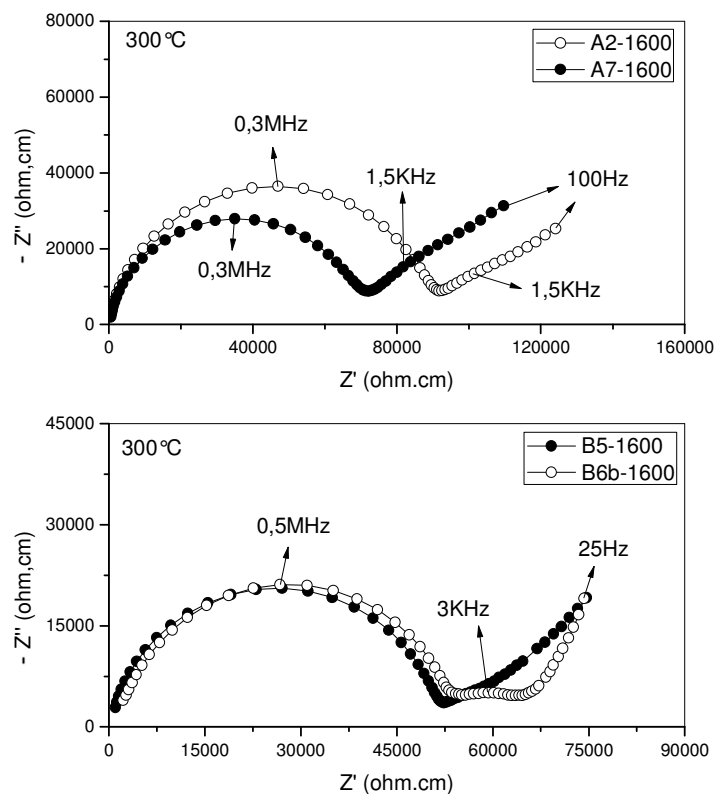 80000
300°C
A2-1600
A7-1600
60000
- Z'' (ohm,cm)
0,3MHz
40000
1,5KHz
100Hz
20000
0,3MHz
1,5KHz
0
0 40000 80000 120000 160000
Z' (ohm.cm)
45000
300°C
B5-1600
B6b-1600
30000
- Z'' (ohm,cm)
0,5MHz
25Hz
3KHz
15000
0
0 15000 30000 45000 60000 75000 90000
Z' (ohm.cm)